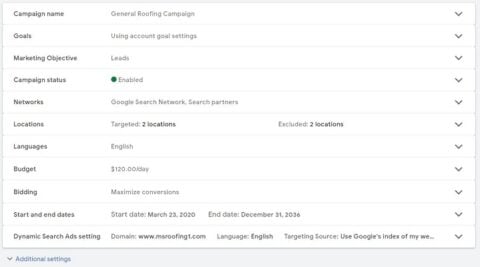 Campaign name General Roofing Campaign
Goals Using account goal settings
Marketing Objective Leads
Campaign status Enabled
Networks Google Search Network, Search partners
Locations Targeted: 2 locations Excluded: 2 locations
Languages English
Budget $120.00/day
Bidding Maximize conversions
Start and end dates Start date: March 23, 2020 End date: December 31, 2036
Dynamic Search Ads setting Domain: www.msroofing1.com Language: English Targeting Source: Use Google's index of my we...
Additional settings